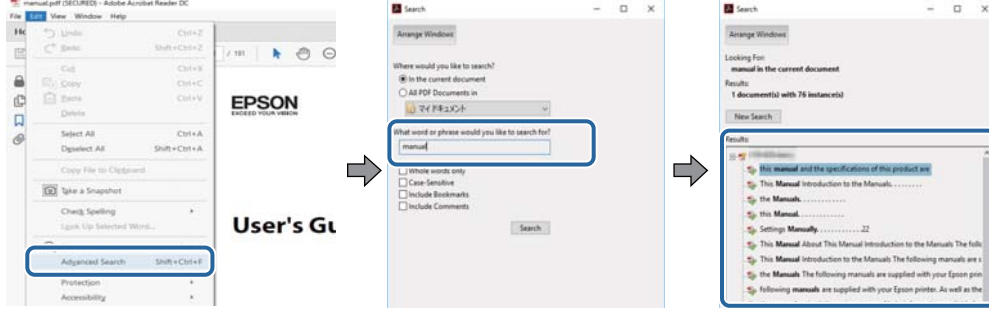 manual.pdf (SECURED) - Adobe Acrobat Reader DC
File Edit View Window Help
Undo Ctrl+Z
Redo Shift+Ctrl+Z
Cut Ctrl+X
Copy Ctrl+C
Paste Ctrl+V
Delete
Select All Ctrl+A
Deselect All Shift+Ctrl+A
Copy File to Clipboard
Take a Snapshot
Check Spelling
Look Up Selected Word...
Advanced Search Shift+Ctrl+F
Protection
Accessibility
/ 181
EPSON
EXCEED YOUR VISION
User's Gu
Search
Arrange Windows
Where would you like to search?
In the current document
All PDF Documents in
マイ ドキュメント
What word or phrase would you like to search for?
manual
Whole words only
Case-Sensitive
Include Bookmarks
Include Comments
Search
Search
Arrange Windows
Looking For:
manual in the current document
Results:
1 document(s) with 76 instance(s)
New Search
Results:
this manual and the specifications of this product are
This Manual Introduction to the Manuals.........
the Manuals.............
this Manual.............
Settings Manually.............22
This Manual About This Manual Introduction to the Manuals The follo
This Manual Introduction to the Manuals The following manuals are s
the Manuals The following manuals are supplied with your Epson prin
following manuals are supplied with your Epson printer. As well as the